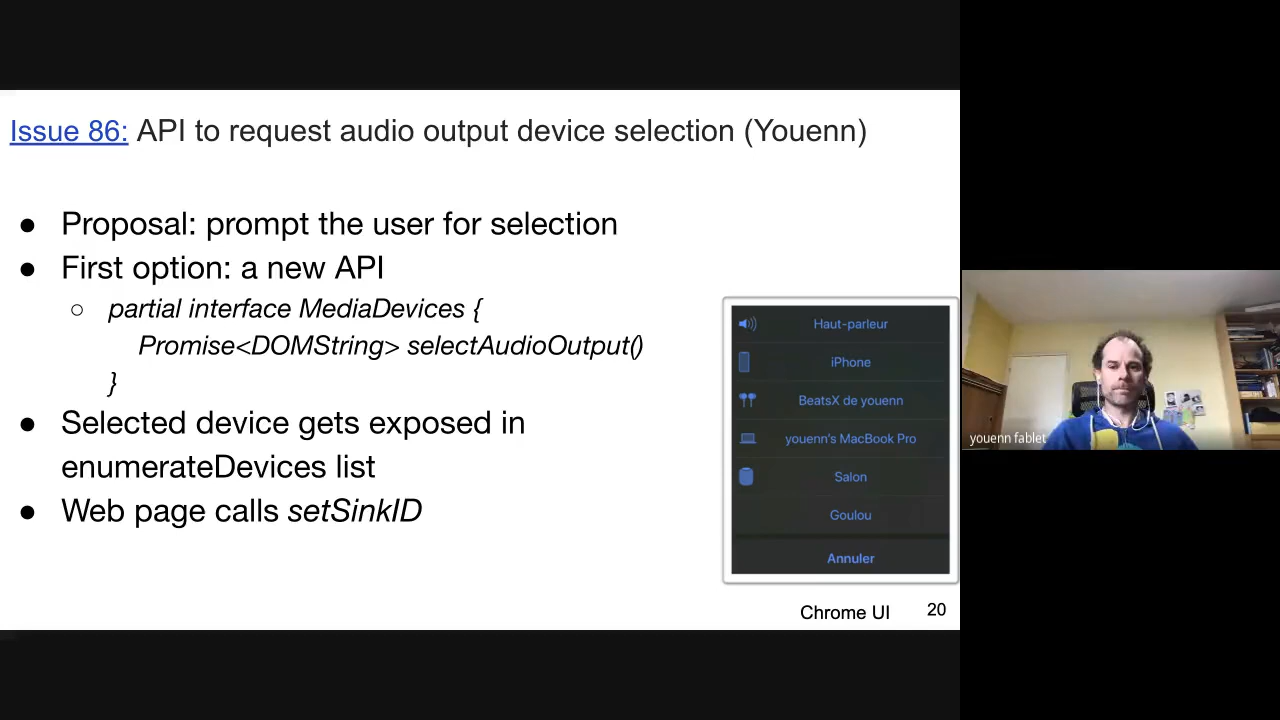 Issue 86: API to request audio output device selection (Youenn)
● Proposal: prompt the user for selection
● First option: a new API
○ partial interface MediaDevices {
Promise<DOMString> selectAudioOutput()
}
● Selected device gets exposed in
enumerateDevices list
● Web page calls setSinkID
Haut-parleur
iPhone
BeatsX de youenn
youenn's MacBook Pro
Salon
Goulou
Annuler
Chrome UI
20
youenn fablet